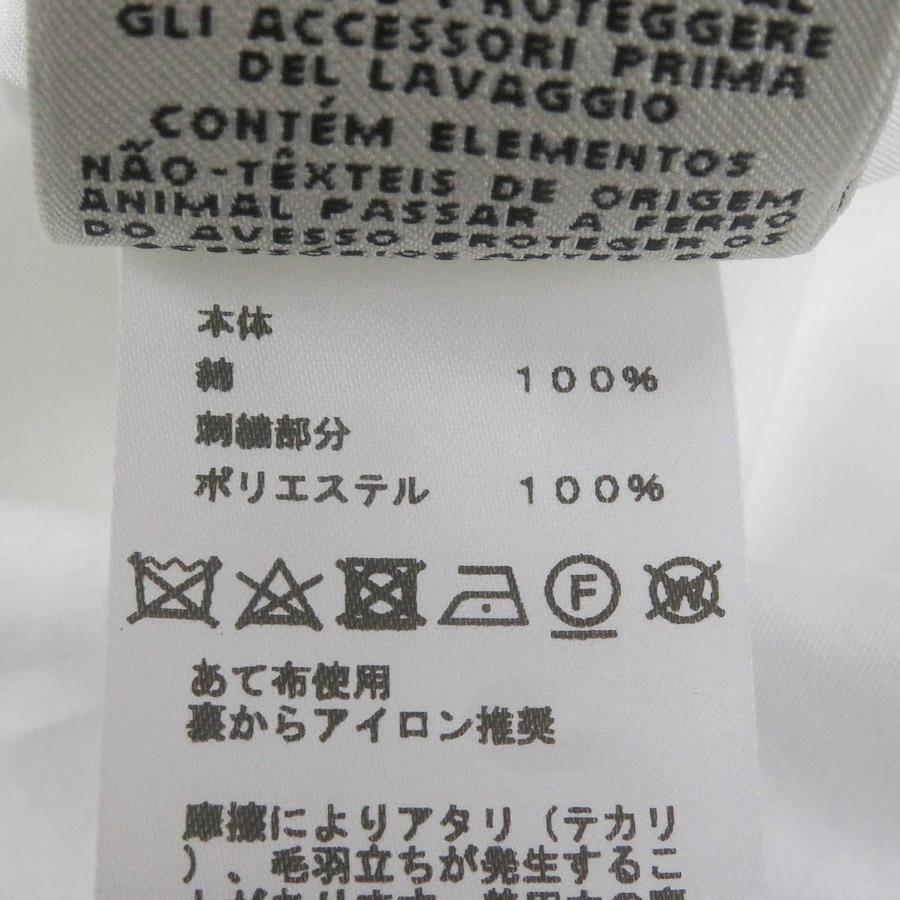 PROTEGGERE
GLI ACCESSORI PRIMA
DEL LAVAGGIO
CONTÉM ELEMENTOS
NÃO-TÊXTEIS DE ORIGEM
ANIMAL PASSAR A FERRO
DO AVESSO PROTEGER OS
本体
綿 100%
刺繍部分
ポリエステル 100%
F W
あて布使用
裏からアイロン推奨
摩擦によりアタリ(テカリ
)、毛羽立ちが発生するこ